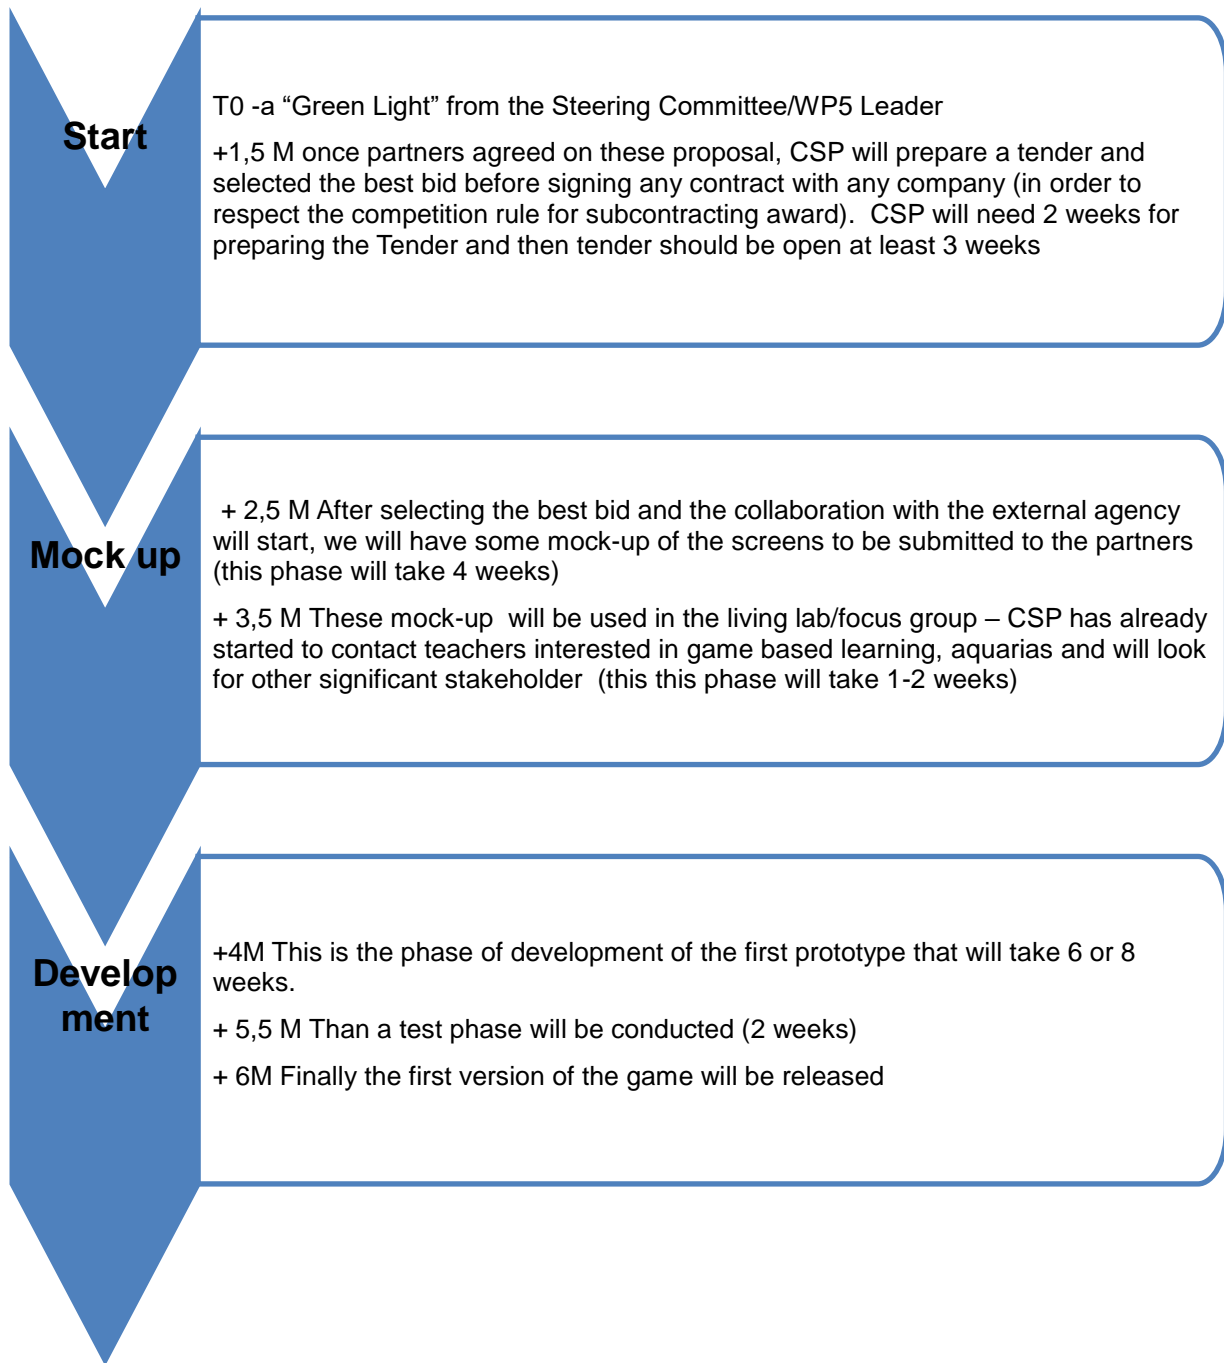 Start
T0 -a “Green Light” from the Steering Committee/WP5 Leader
+1,5 M once partners agreed on these proposal, CSP will prepare a tender and
selected the best bid before signing any contract with any company (in order to
respect the competition rule for subcontracting award).  CSP will need 2 weeks for
preparing the Tender and then tender should be open at least 3 weeks
Mock up
+ 2,5 M After selecting the best bid and the collaboration with the external agency
will start, we will have some mock-up of the screens to be submitted to the partners
(this phase will take 4 weeks)
+ 3,5 M These mock-up  will be used in the living lab/focus group – CSP has already
started to contact teachers interested in game based learning, aquarias and will look
for other significant stakeholder  (this this phase will take 1-2 weeks)
Develop
ment
+4M This is the phase of development of the first prototype that will take 6 or 8
weeks.
+ 5,5 M Than a test phase will be conducted (2 weeks)
+ 6M Finally the first version of the game will be released